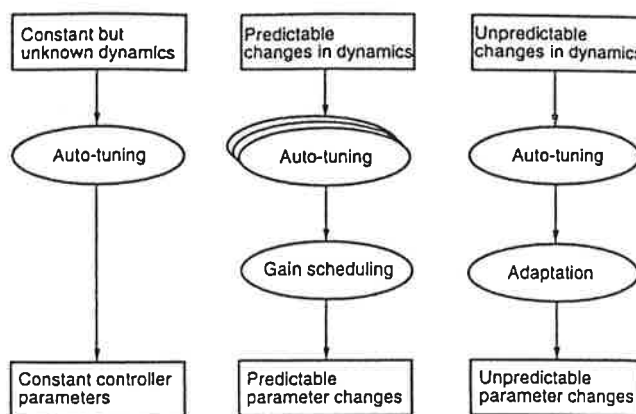 Constant but
unknown dynamics
Auto-tuning
Constant controller
parameters
Predictable
changes in dynamics
Auto-tuning
Gain scheduling
Predictable
parameter changes
Unpredictable
changes in dynamics
Auto-tuning
Adaptation
Unpredictable
parameter changes